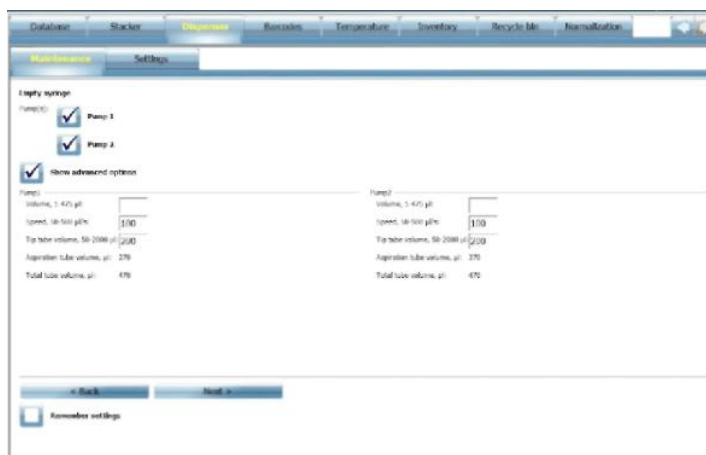 Database Stacker Dispenser Barcodes Temperature Inventory Recycle bin Normalization
Maintenance Settings
Empty syringe
Pump(s):
Pump 1
Pump 2
Show advanced options
Pump1 Pump2
Volume, 1-475 µl: Volume, 1-475 µl:
Speed, 50-500 µl/s: 100 Speed, 50-500 µl/s: 100
Tip tube volume, 50-2000 µl: 200 Tip tube volume, 50-2000 µl: 200
Aspiration tube volume, µl: 270 Aspiration tube volume, µl: 270
Total tube volume, µl: 470 Total tube volume, µl: 470
< Back Next >
Remember settings